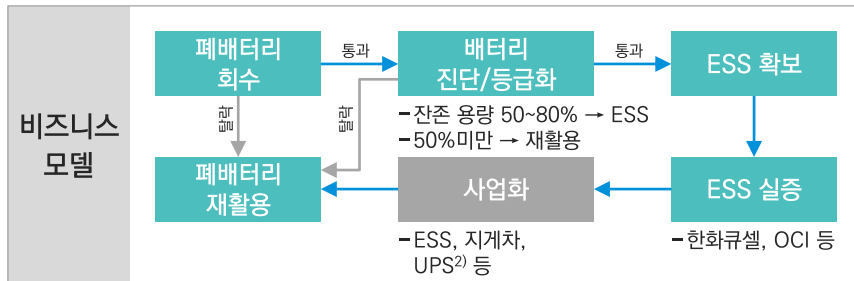 비즈니스
모델
폐배터리
회수
통과
배터리
진단/등급화
통과
ESS 확보
탈락
탈락
– 잔존 용량 50~80% → ESS
– 50%미만 → 재활용
폐배터리
재활용
사업화
ESS 실증
– ESS, 지게차,
UPS2) 등
– 한화큐셀, OCI 등